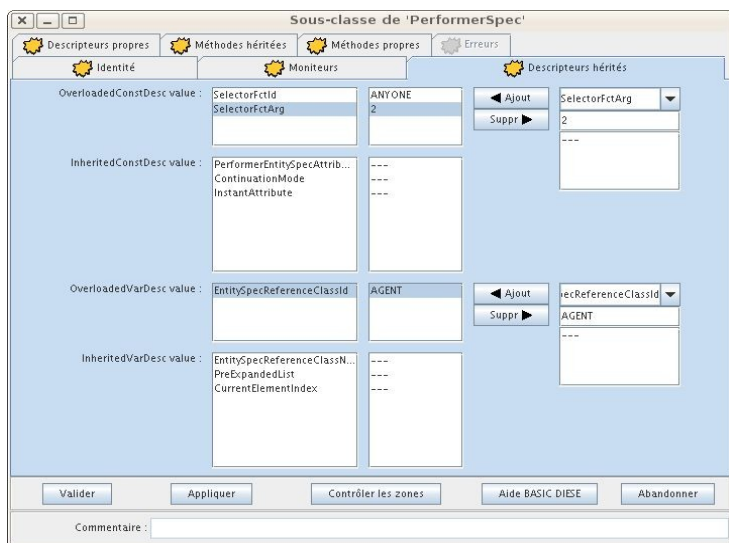 Sous-classe de 'PerformerSpec'
Descripteurs propres Méthodes héritées Méthodes propres Erreurs
Identité Moniteurs Descripteurs hérités
OverloadedConstDesc value : SelectorFctId ANYONE Ajout SelectorFctArg
SelectorFctArg 2 Suppr 2
---
InheritedConstDesc value : PerformerEntitySpecAttrib... ---
ContinuationMode ---
InstantAttribute ---
OverloadedVarDesc value : EntitySpecReferenceClassId AGENT Ajout ecReferenceClassId
Suppr AGENT
---
InheritedVarDesc value : EntitySpecReferenceClassN... ---
PreExpandedList ---
CurrentElementIndex ---
Valider Appliquer Contrôler les zones Aide BASIC DIESE Abandonner
Commentaire :